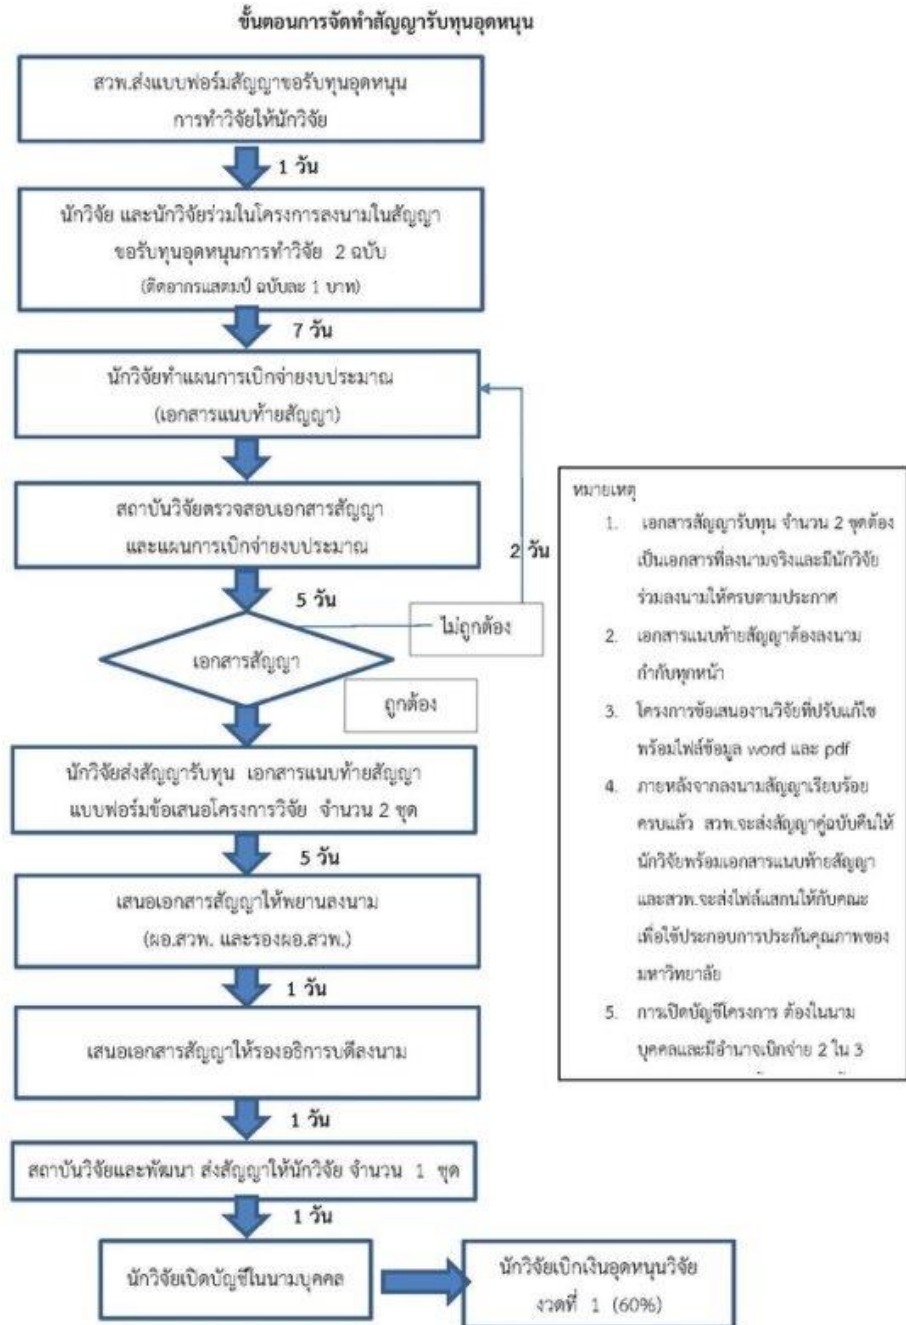 ขั้นตอนการจัดทำสัญญารับทุนอุดหนุน
สวพ.ส่งแบบฟอร์มสัญญาขอรับทุนอุดหนุน
การทำวิจัยให้นักวิจัย
1 วัน
นักวิจัย และนักวิจัยร่วมในโครงการลงนามในสัญญา
ขอรับทุนอุดหนุนการทำวิจัย 2 ฉบับ
(ติดอากรแสตมป์ ฉบับละ 1 บาท)
7 วัน
นักวิจัยทำแผนการเบิกจ่ายงบประมาณ
(เอกสารแนบท้ายสัญญา)
สถาบันวิจัยตรวจสอบเอกสารสัญญา
และแผนการเบิกจ่ายงบประมาณ
2 วัน
5 วัน
ไม่ถูกต้อง
เอกสารสัญญา
ถูกต้อง
นักวิจัยส่งสัญญารับทุน เอกสารแนบท้ายสัญญา
แบบฟอร์มข้อเสนอโครงการวิจัย จำนวน 2 ชุด
5 วัน
เสนอเอกสารสัญญาให้พยานลงนาม
(ผอ.สวพ. และรองผอ.สวพ.)
1 วัน
เสนอเอกสารสัญญาให้รองอธิการบดีลงนาม
1 วัน
สถาบันวิจัยและพัฒนา ส่งสัญญาให้นักวิจัย จำนวน 1 ชุด
1 วัน
นักวิจัยเปิดบัญชีในนามบุคคล
นักวิจัยเบิกเงินอุดหนุนวิจัย
งวดที่ 1 (60%)
หมายเหตุ
1. เอกสารสัญญารับทุน จำนวน 2 ชุดต้อง
เป็นเอกสารที่ลงนามจริงและมีนักวิจัย
ร่วมลงนามให้ครบตามประกาศ
2. เอกสารแนบท้ายสัญญาต้องลงนาม
กำกับทุกหน้า
3. โครงการข้อเสนองานวิจัยที่ปรับแก้ไข
พร้อมไฟล์ข้อมูล word และ pdf
4. ภายหลังจากลงนามสัญญาเรียบร้อย
ครบแล้ว สวพ.จะส่งสัญญาคู่ฉบับคืนให้
นักวิจัยพร้อมเอกสารแนบท้ายสัญญา
และสวพ.จะส่งไฟล์แสกนให้กับคณะ
เพื่อใช้ประกอบการประกันคุณภาพของ
มหาวิทยาลัย
5. การเปิดบัญชีโครงการ ต้องในนาม
บุคคลและมีอำนาจเบิกจ่าย 2 ใน 3